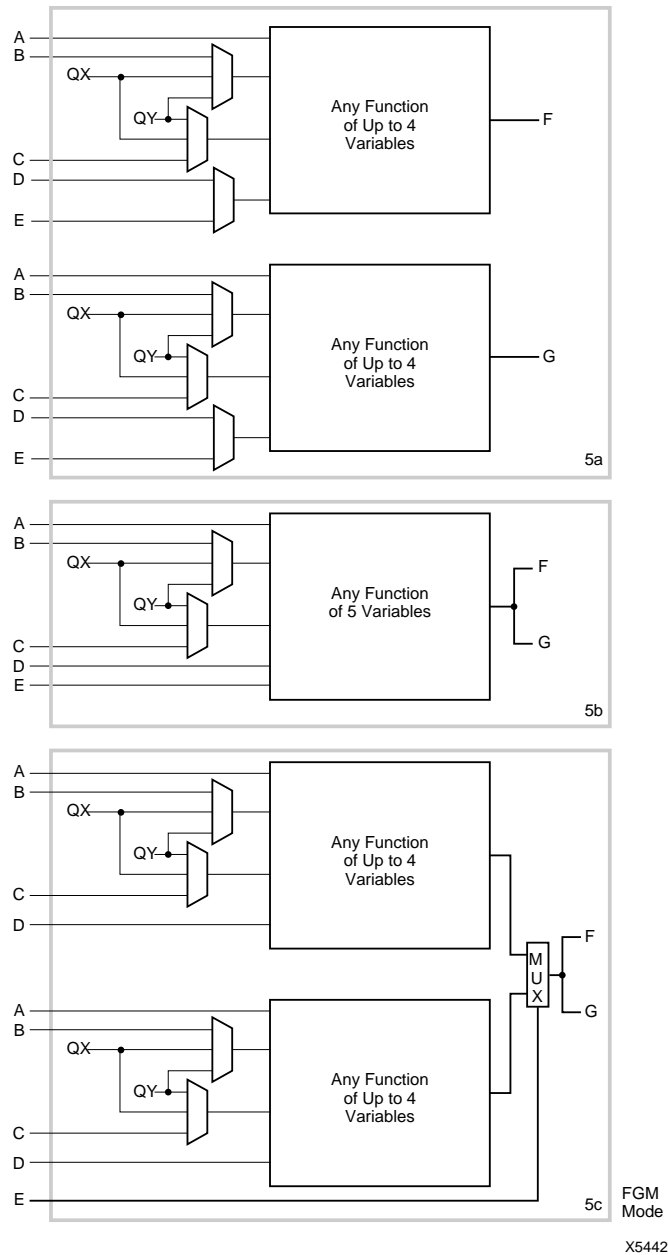 A
B
QX
QY
C
D
E
Any Function
of Up to 4
Variables
F
A
B
QX
QY
C
D
E
Any Function
of Up to 4
Variables
G
5a
A
B
QX
QY
C
D
E
Any Function
of 5 Variables
F
G
5b
A
B
QX
QY
C
D
Any Function
of Up to 4
Variables
A
B
QX
QY
C
D
E
Any Function
of Up to 4
Variables
M
U
X
F
G
5c
FGM
Mode
X5442